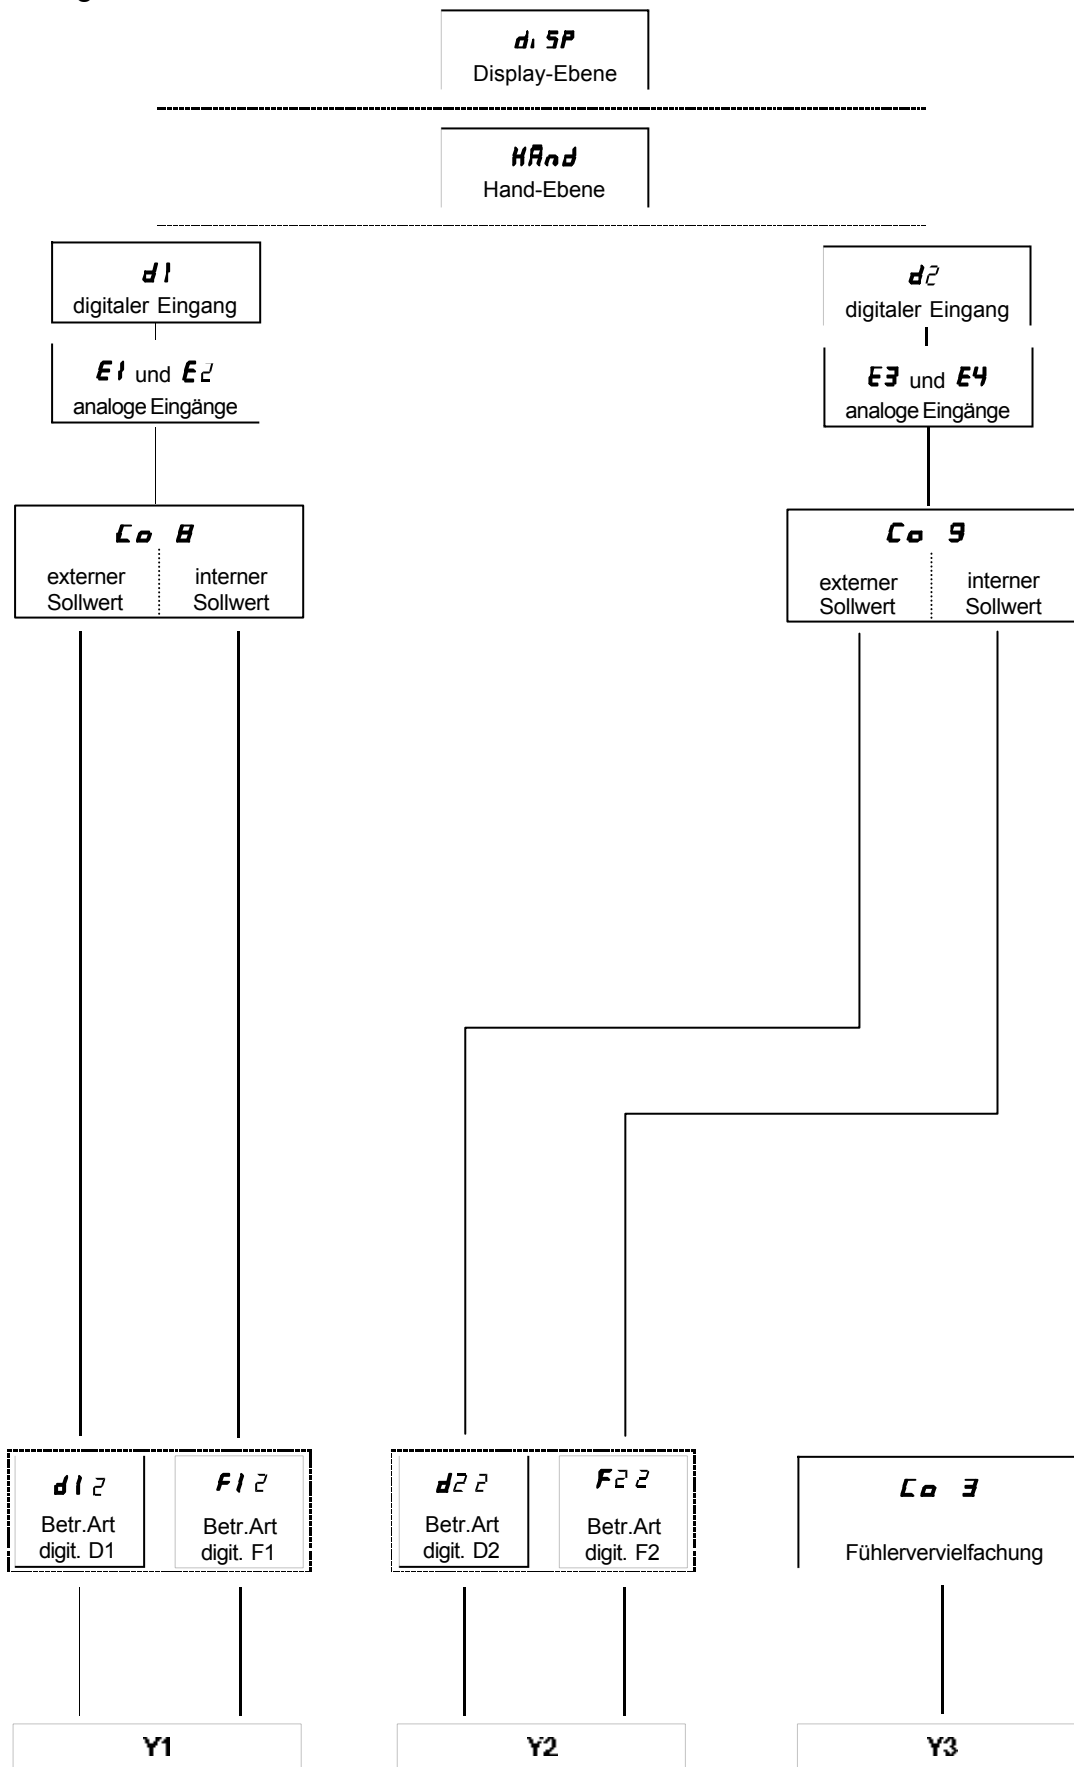 di SP
Display-Ebene
HAnd
Hand-Ebene
d1
digitaler Eingang
d2
digitaler Eingang
E1 und E2
analoge Eingänge
E3 und E4
analoge Eingänge
Co 8
externer Sollwert
interner Sollwert
Co 9
externer Sollwert
interner Sollwert
d12
Betr.Art
digit. D1
F12
Betr.Art
digit. F1
d22
Betr.Art
digit. D2
F22
Betr.Art
digit. F2
Co 3
Fühlervervielfachung
Y1
Y2
Y3